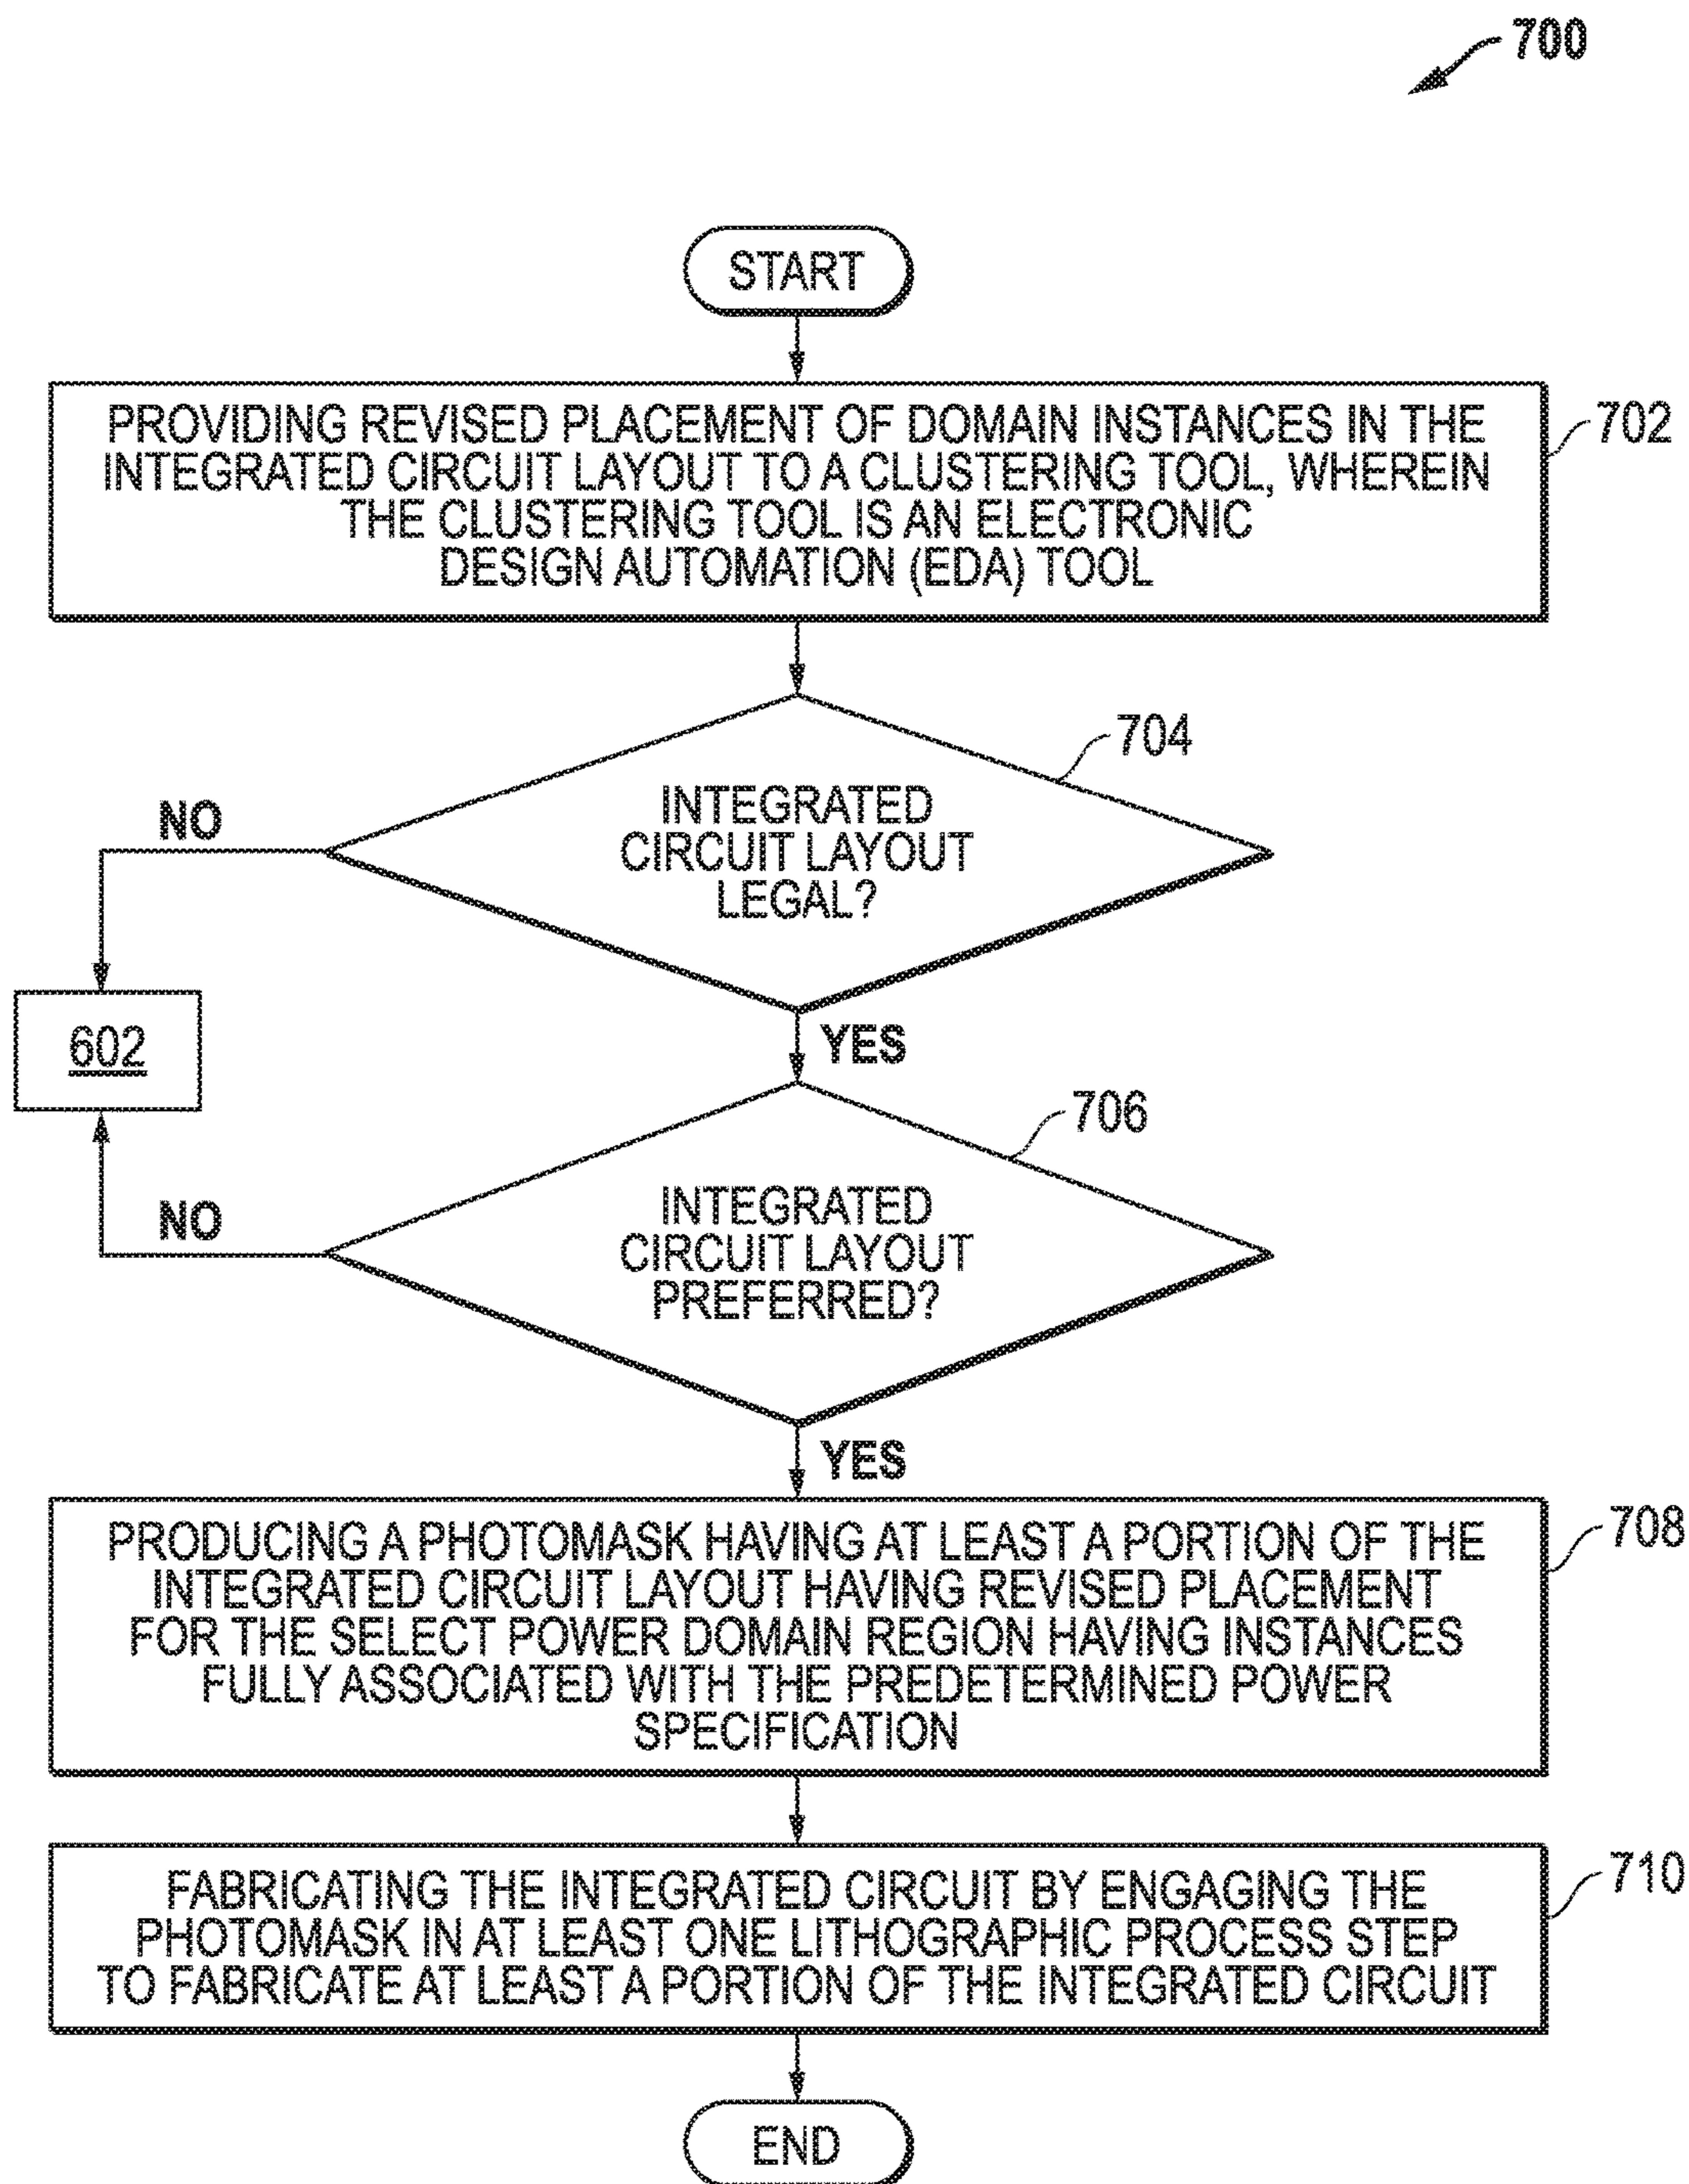 700
START
PROVIDING REVISED PLACEMENT OF DOMAIN INSTANCES IN THE
INTEGRATED CIRCUIT LAYOUT TO A CLUSTERING TOOL, WHEREIN
THE CLUSTERING TOOL IS AN ELECTRONIC
DESIGN AUTOMATION (EDA) TOOL
702
704
INTEGRATED
CIRCUIT LAYOUT
LEGAL?
NO
602
YES
706
INTEGRATED
CIRCUIT LAYOUT
PREFERRED?
NO
YES
PRODUCING A PHOTOMASK HAVING AT LEAST A PORTION OF THE
INTEGRATED CIRCUIT LAYOUT HAVING REVISED PLACEMENT
FOR THE SELECT POWER DOMAIN REGION HAVING INSTANCES
FULLY ASSOCIATED WITH THE PREDETERMINED POWER
SPECIFICATION
708
FABRICATING THE INTEGRATED CIRCUIT BY ENGAGING THE
PHOTOMASK IN AT LEAST ONE LITHOGRAPHIC PROCESS STEP
TO FABRICATE AT LEAST A PORTION OF THE INTEGRATED CIRCUIT
710
END